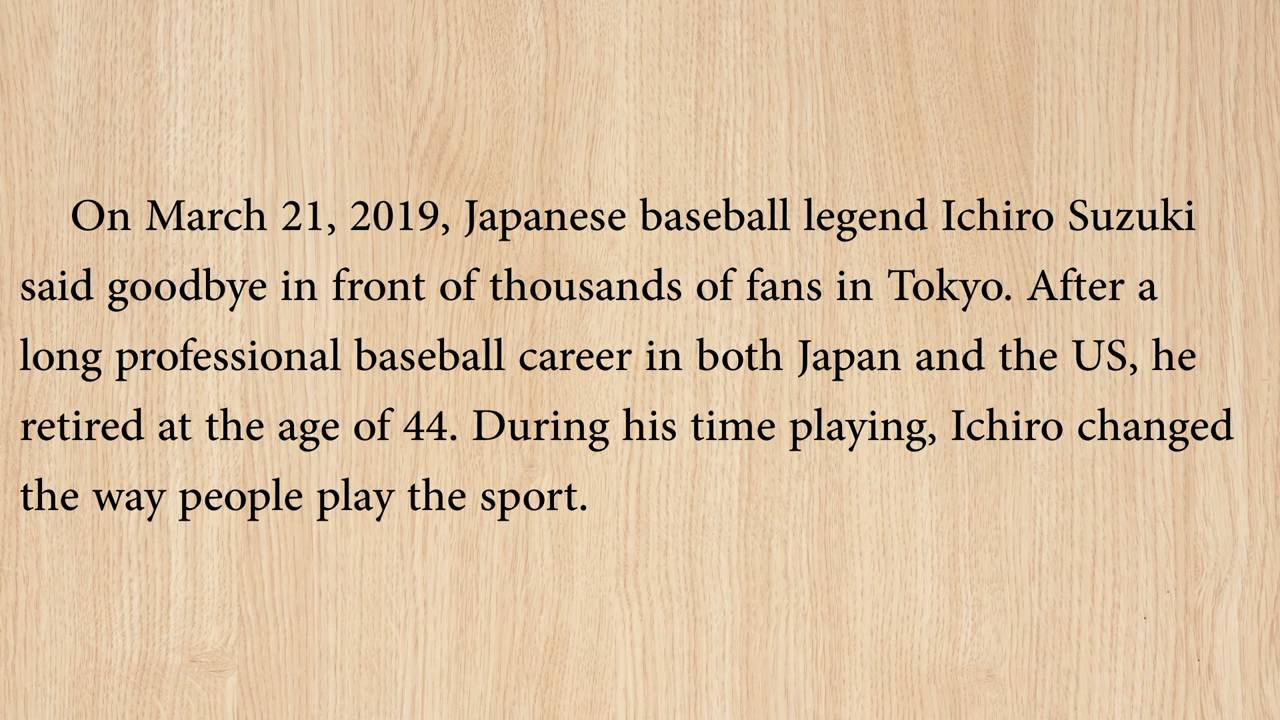 On March 21, 2019, Japanese baseball legend Ichiro Suzuki
said goodbye in front of thousands of fans in Tokyo. After a
long professional baseball career in both Japan and the US, he
retired at the age of 44. During his time playing, Ichiro changed
the way people play the sport.